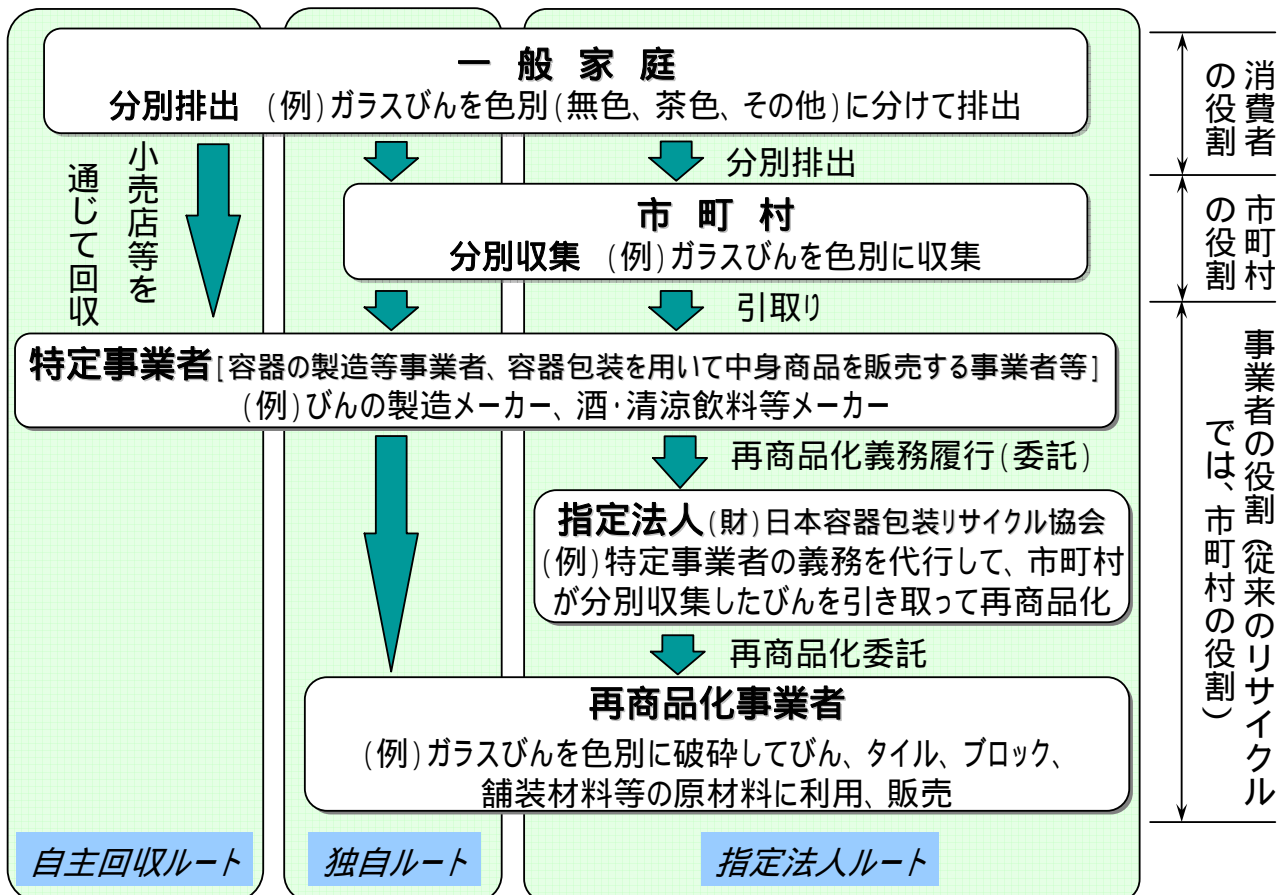 一 般 家 庭
分別排出 (例)ガラスびんを色別(無色、茶色、その他)に分けて排出
小売店等を
通じて回収
分別排出
市 町 村
分別収集 (例)ガラスびんを色別に収集
引取り
特定事業者[容器の製造等事業者、容器包装を用いて中身商品を販売する事業者等]
(例)びんの製造メーカー、酒・清涼飲料等メーカー
再商品化義務履行(委託)
指定法人(財)日本容器包装リサイクル協会
(例)特定事業者の義務を代行して、市町村
が分別収集したびんを引き取って再商品化
再商品化委託
再商品化事業者
(例)ガラスびんを色別に破砕してびん、タイル、ブロック、
舗装材料等の原材料に利用、販売
自主回収ルート
独自ルート
指定法人ルート
消費者
の役割
市町村
の役割
事業者の役割(従来のリサイクル
では、市町村の役割)